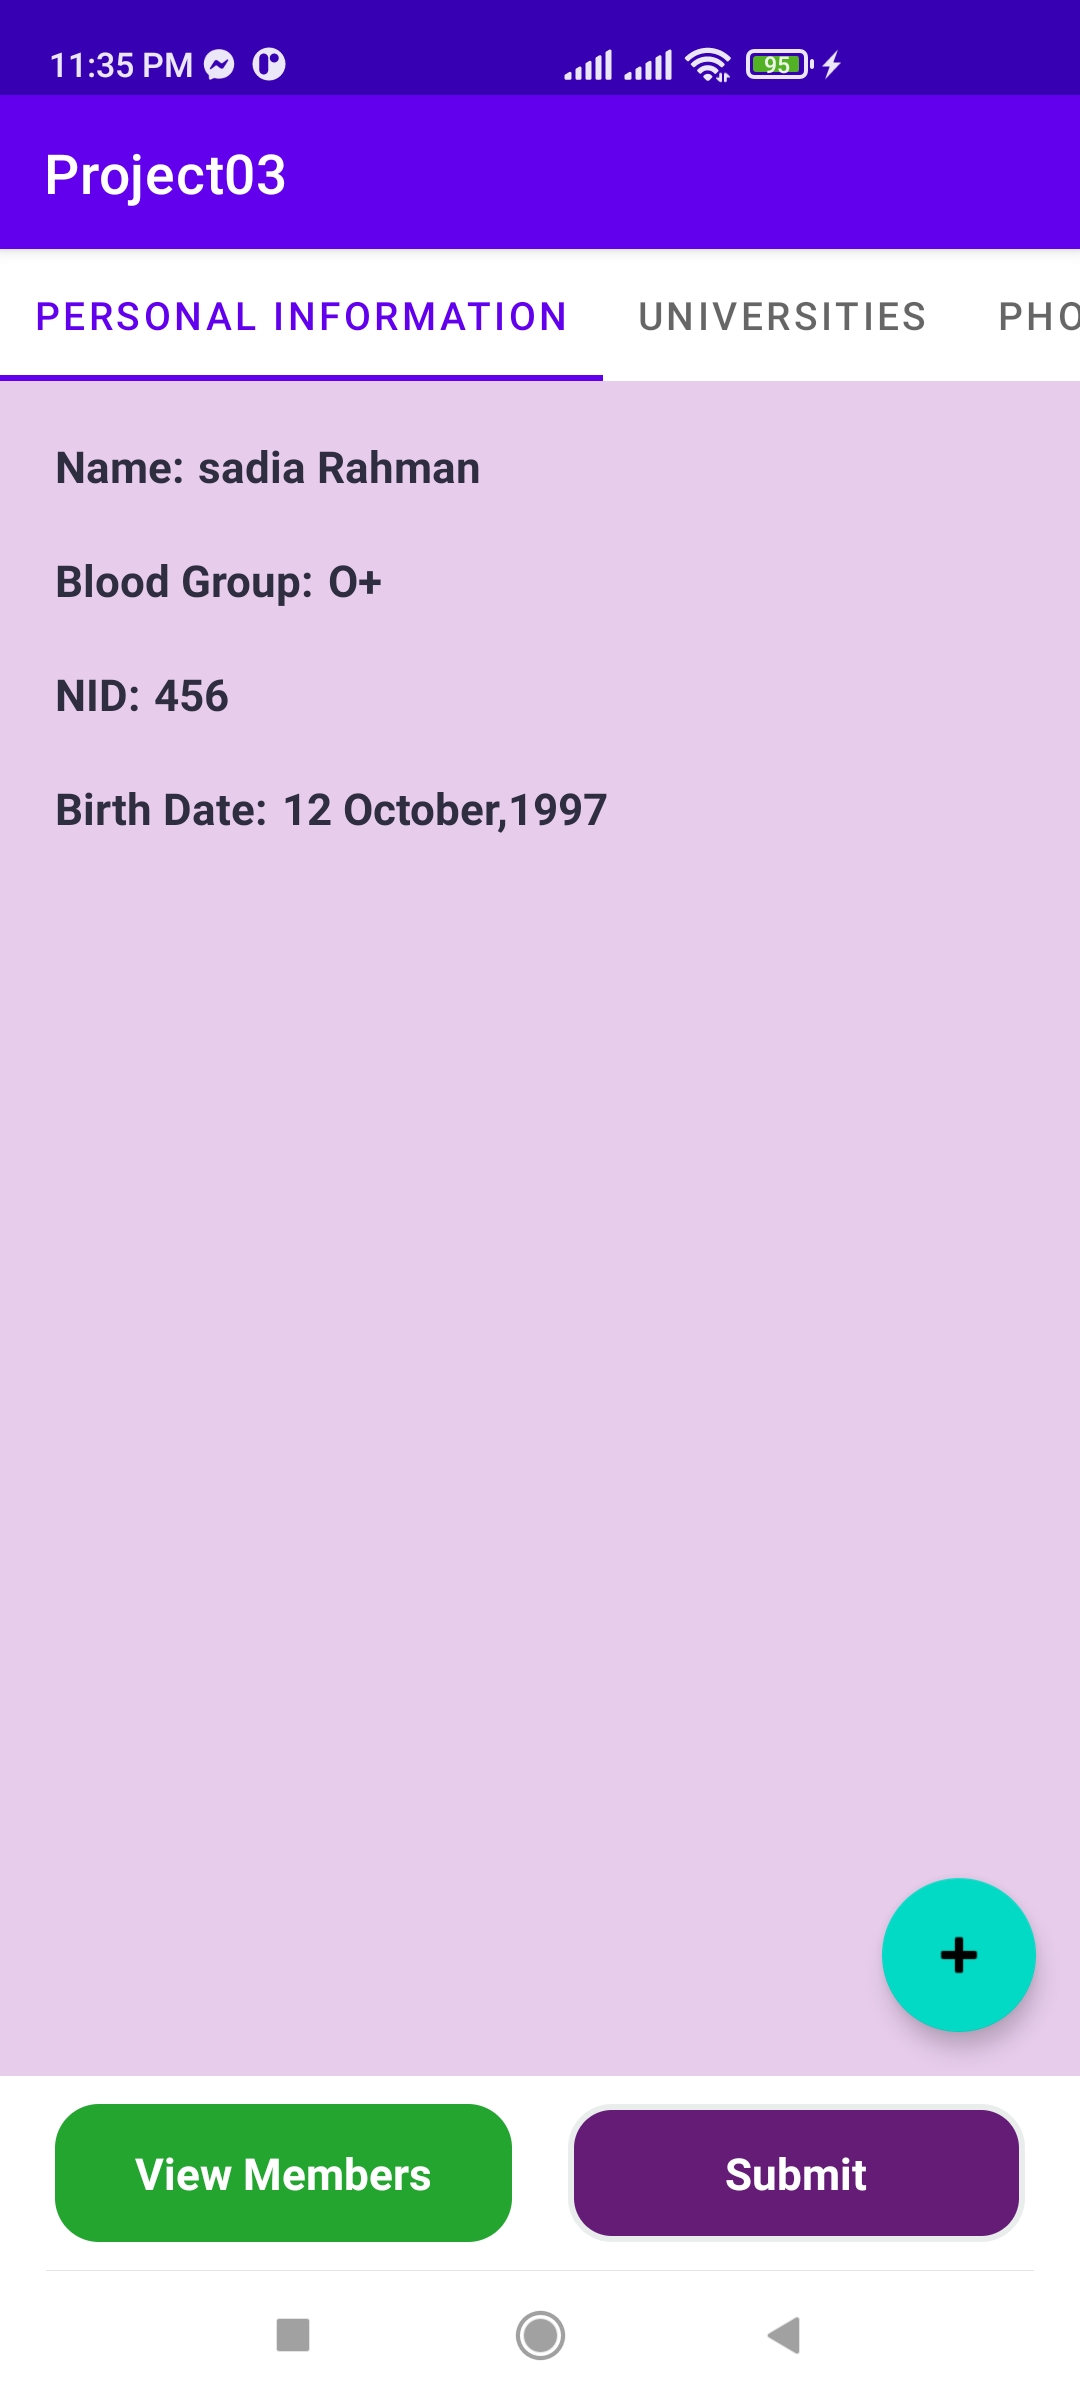 11:35 PM
95
Project03
PERSONAL INFORMATION UNIVERSITIES PHO
Name: sadia Rahman
Blood Group: O+
NID: 456
Birth Date: 12 October,1997
+
View Members Submit